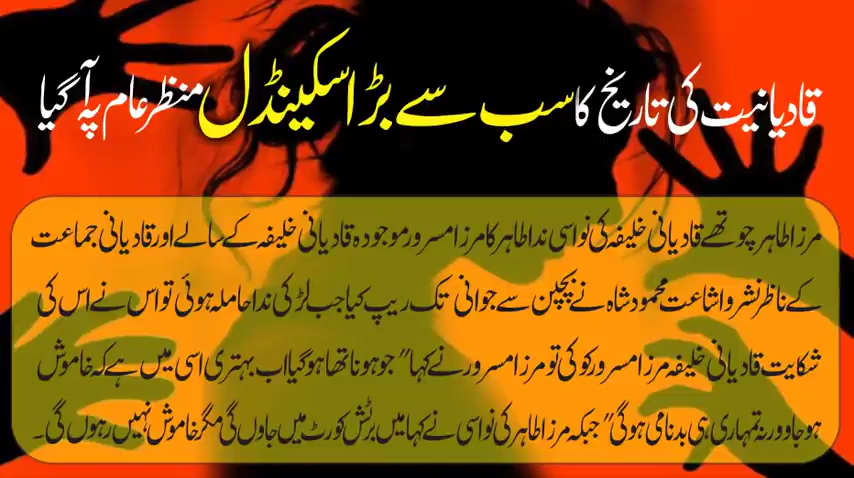 قادیانیت کی تاریخ کا سب سے بڑا سکینڈل منظر عام پہ آ گیا
مرزا طاہر چوتھے قادیانی خلیفہ کی نواسی ندا طاہر کا مرزا مسرور موجودہ قادیانی خلیفہ کے سالے اور قادیانی جماعت
کے ناظر نشر و اشاعت محمود شاہ نے بچپن سے جوانی تک ریپ کیا جب لڑکی ندا حاملہ ہوئی تو اس نے اس کی
شکایت قادیانی خلیفہ مرزا مسرور کو کی تو مرزا مسرور نے کہا "جو ہونا تھا ہو گیا اب بہتری اسی میں ہے کہ خاموش
ہو جاو ورنہ تمہاری ہی بدنامی ہوگی" جبکہ مرزا طاہر کی نواسی نے کہا میں برٹش کورٹ میں جاوں گی مگر خاموش نہیں رہوں گی۔